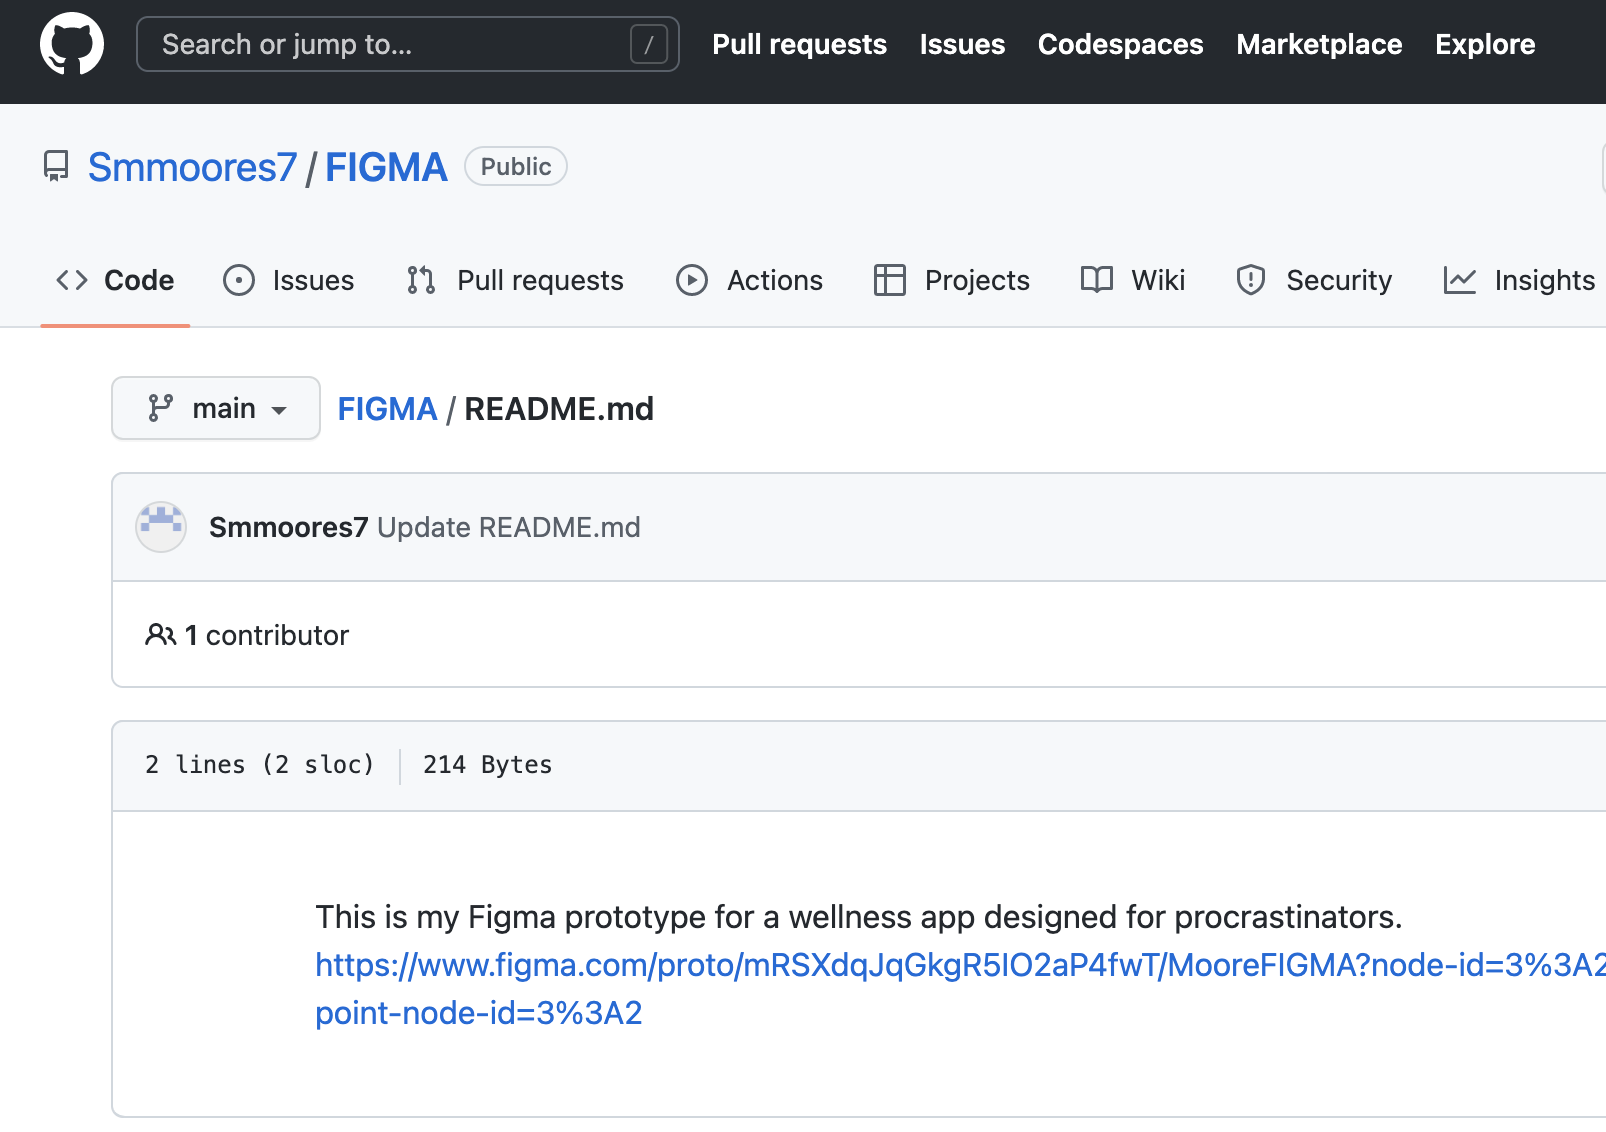 Search or jump to... /
Pull requests Issues Codespaces Marketplace Explore
Smmoores7 / FIGMA Public
Code Issues Pull requests Actions Projects Wiki Security Insights
main FIGMA / README.md
Smmoores7 Update README.md
1 contributor
2 lines (2 sloc) 214 Bytes
This is my Figma prototype for a wellness app designed for procrastinators.
https://www.figma.com/proto/mRSXdqJqGkgR5IO2aP4fwT/MooreFIGMA?node-id=3%3A2
point-node-id=3%3A2